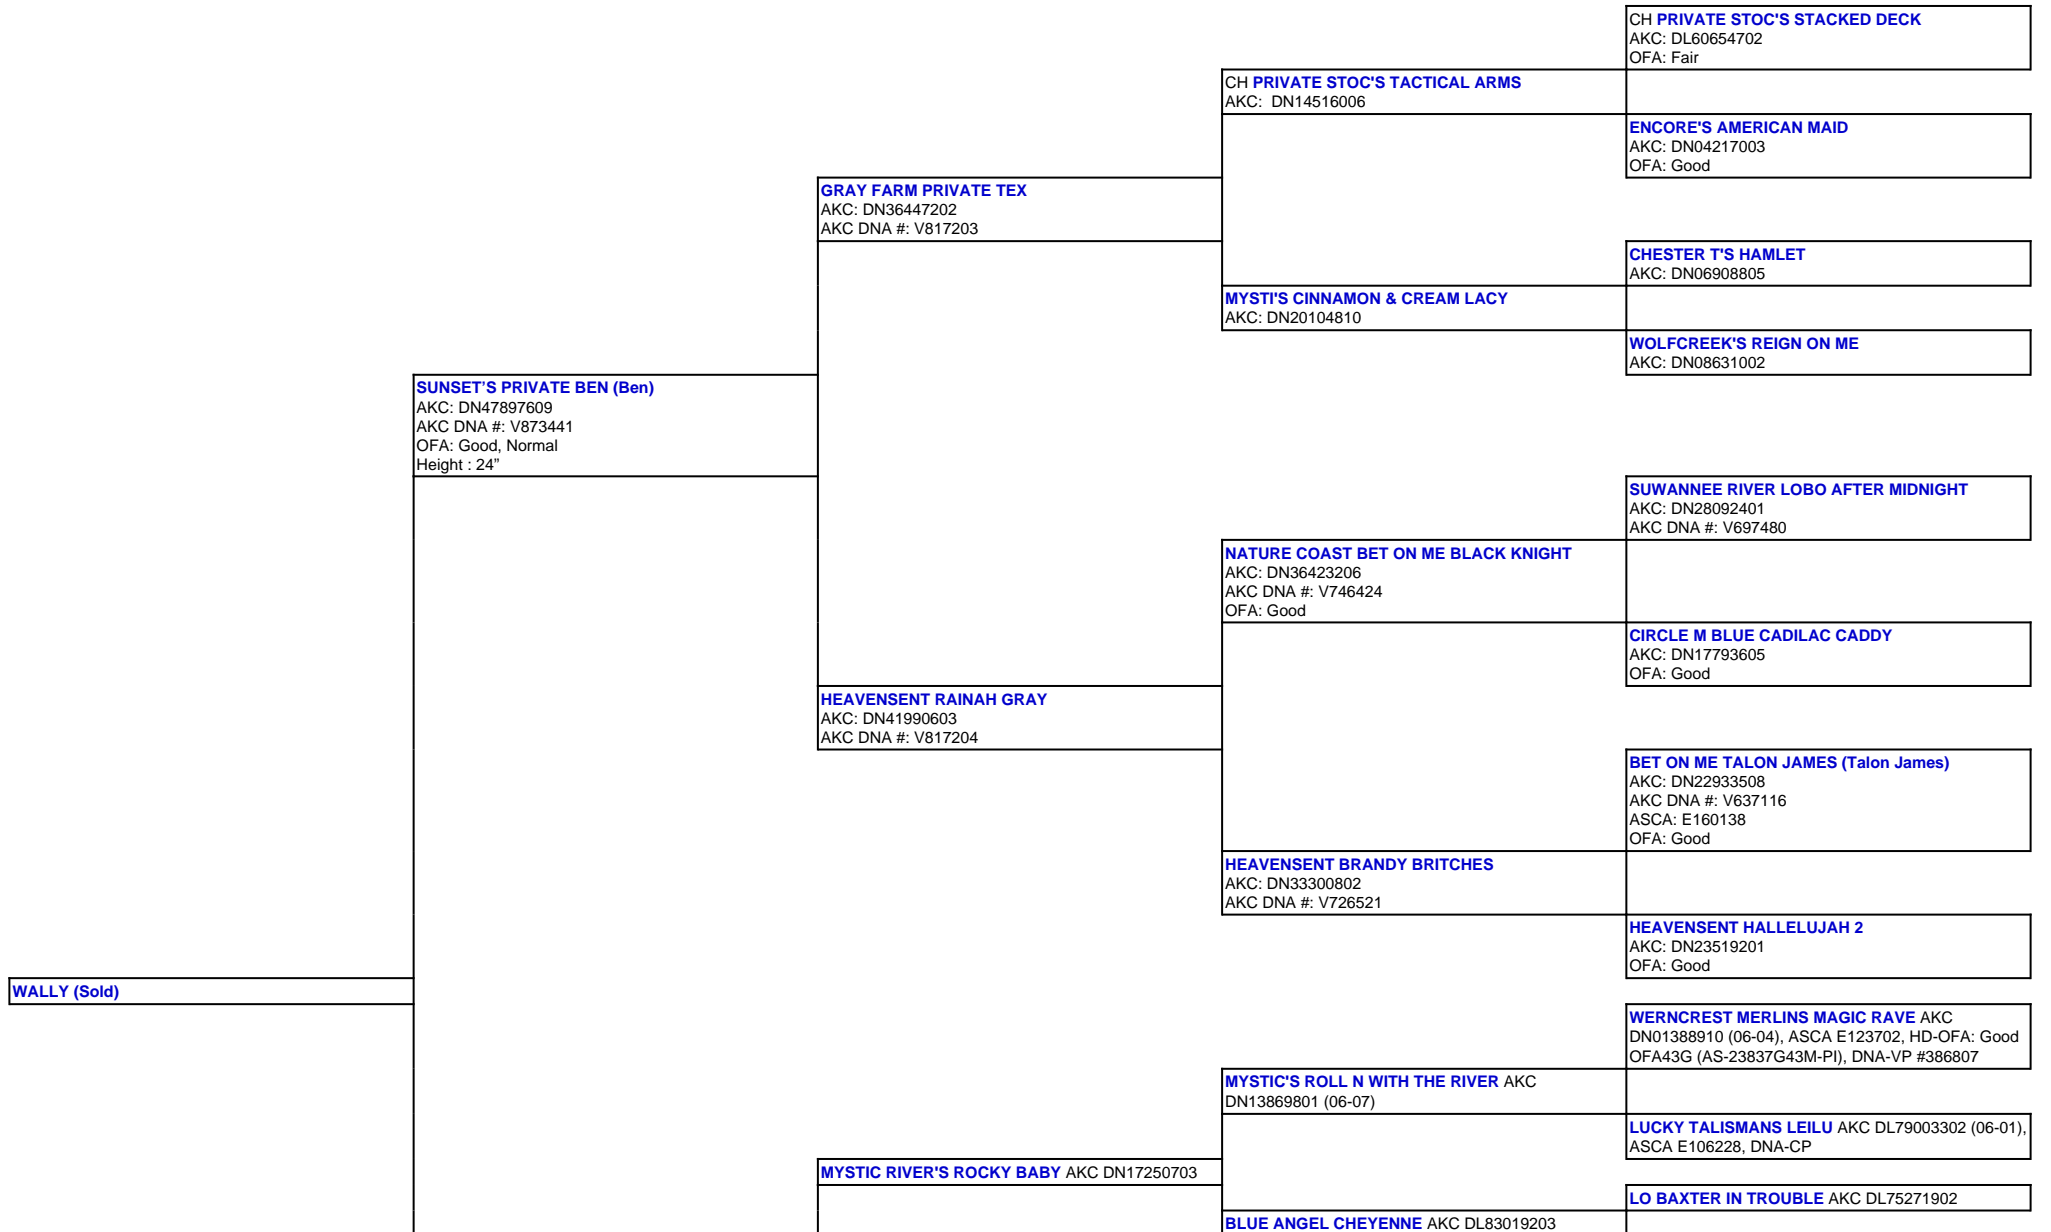 CH PRIVATE STOC'S STACKED DECK
AKC: DL60654702
OFA: Fair
CH PRIVATE STOC'S TACTICAL ARMS
AKC:  DN14516006
ENCORE'S AMERICAN MAID
AKC: DN04217003
OFA: Good
GRAY FARM PRIVATE TEX
AKC: DN36447202
AKC DNA #: V817203
CHESTER T'S HAMLET
AKC: DN06908805
MYSTI'S CINNAMON & CREAM LACY
AKC: DN20104810
WOLFCREEK'S REIGN ON ME
AKC: DN08631002
SUNSET’S PRIVATE BEN (Ben)
AKC: DN47897609
AKC DNA #: V873441
OFA: Good, Normal
Height : 24”
SUWANNEE RIVER LOBO AFTER MIDNIGHT
AKC: DN28092401
AKC DNA #: V697480
NATURE COAST BET ON ME BLACK KNIGHT
AKC: DN36423206
AKC DNA #: V746424
OFA: Good
CIRCLE M BLUE CADILAC CADDY
AKC: DN17793605
OFA: Good
HEAVENSENT RAINAH GRAY
AKC: DN41990603
AKC DNA #: V817204
BET ON ME TALON JAMES (Talon James)
AKC: DN22933508
AKC DNA #: V637116
ASCA: E160138
OFA: Good
HEAVENSENT BRANDY BRITCHES
AKC: DN33300802
AKC DNA #: V726521
HEAVENSENT HALLELUJAH 2
AKC: DN23519201
OFA: Good
WALLY (Sold)
WERNCREST MERLINS MAGIC RAVE AKC
DN01388910 (06-04), ASCA E123702, HD-OFA: Good
OFA43G (AS-23837G43M-PI), DNA-VP #386807
MYSTIC'S ROLL N WITH THE RIVER AKC
DN13869801 (06-07)
LUCKY TALISMANS LEILU AKC DL79003302 (06-01),
ASCA E106228, DNA-CP
MYSTIC RIVER'S ROCKY BABY AKC DN17250703
LO BAXTER IN TROUBLE AKC DL75271902
BLUE ANGEL CHEYENNE AKC DL83019203